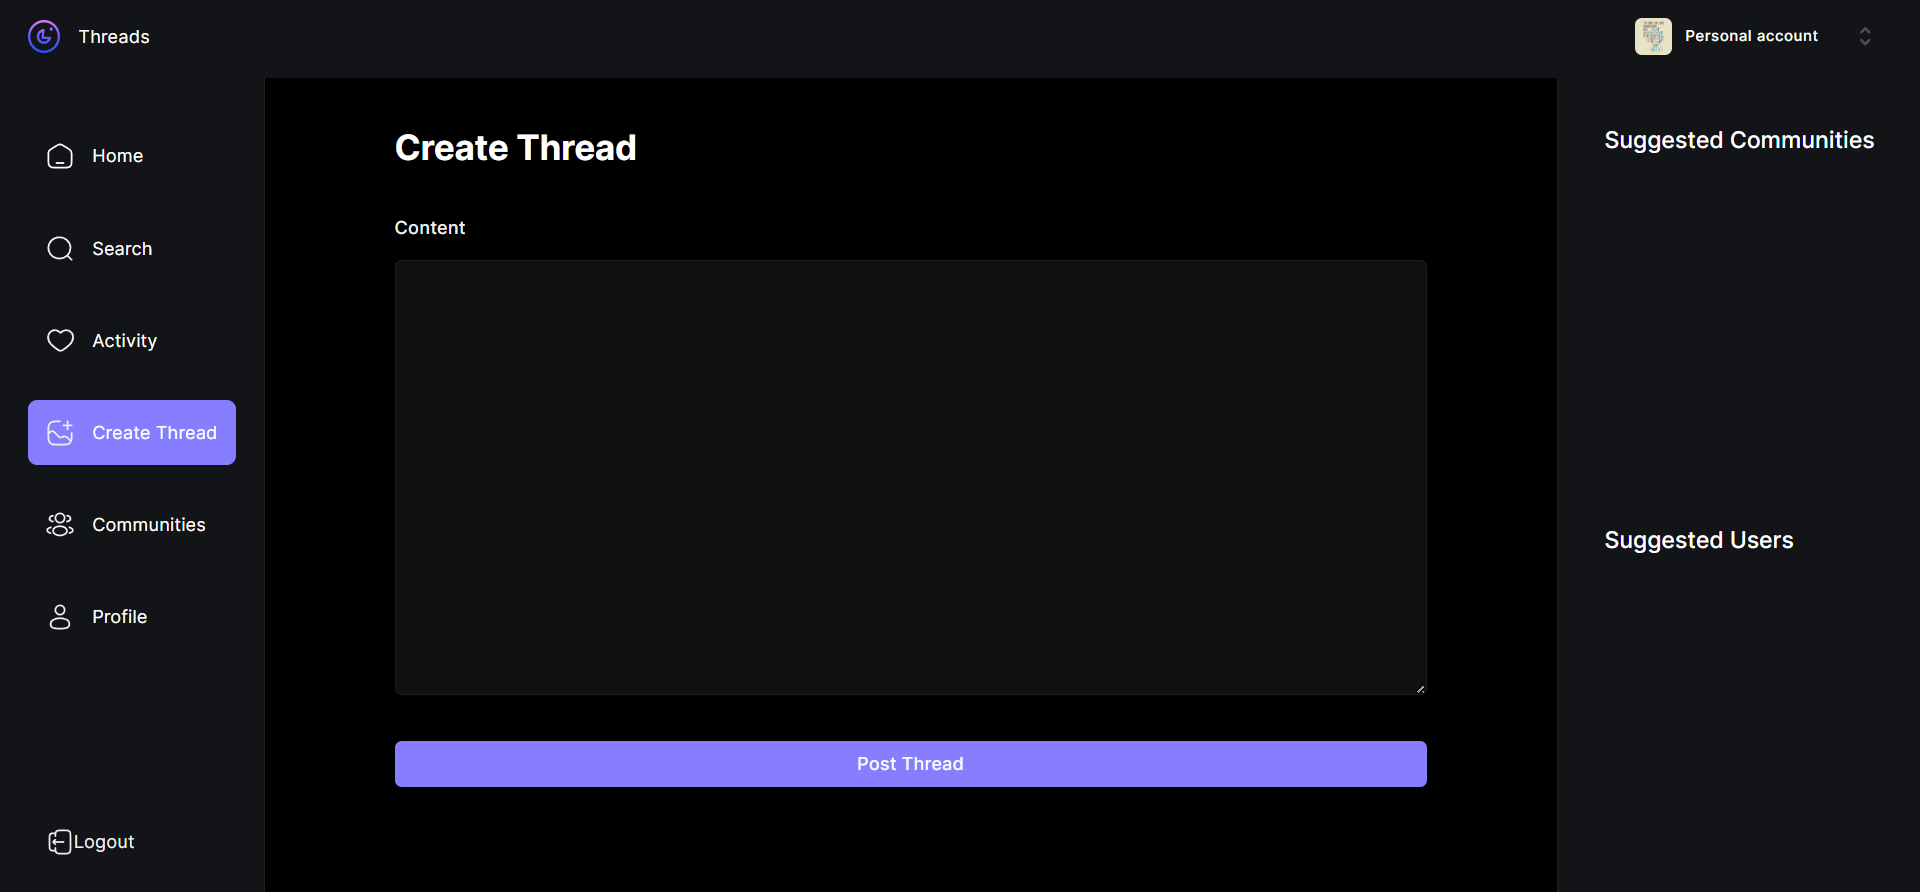 Threads
Personal account
Home
Search
Activity
Create Thread
Communities
Profile
Logout
Create Thread
Content
Post Thread
Suggested Communities
Suggested Users